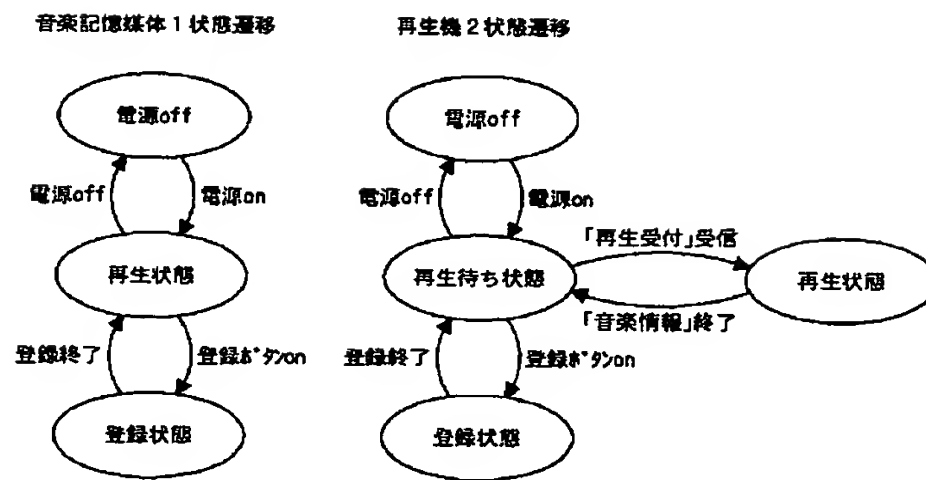 音楽記憶媒体1状態遷移
電源off
電源off
電源on
再生状態
登録終了
登録ボタンon
登録状態
再生機2状態遷移
電源off
電源off
電源on
再生待ち状態
「再生受付」受信
再生状態
「音楽情報」終了
登録終了
登録ボタンon
登録状態